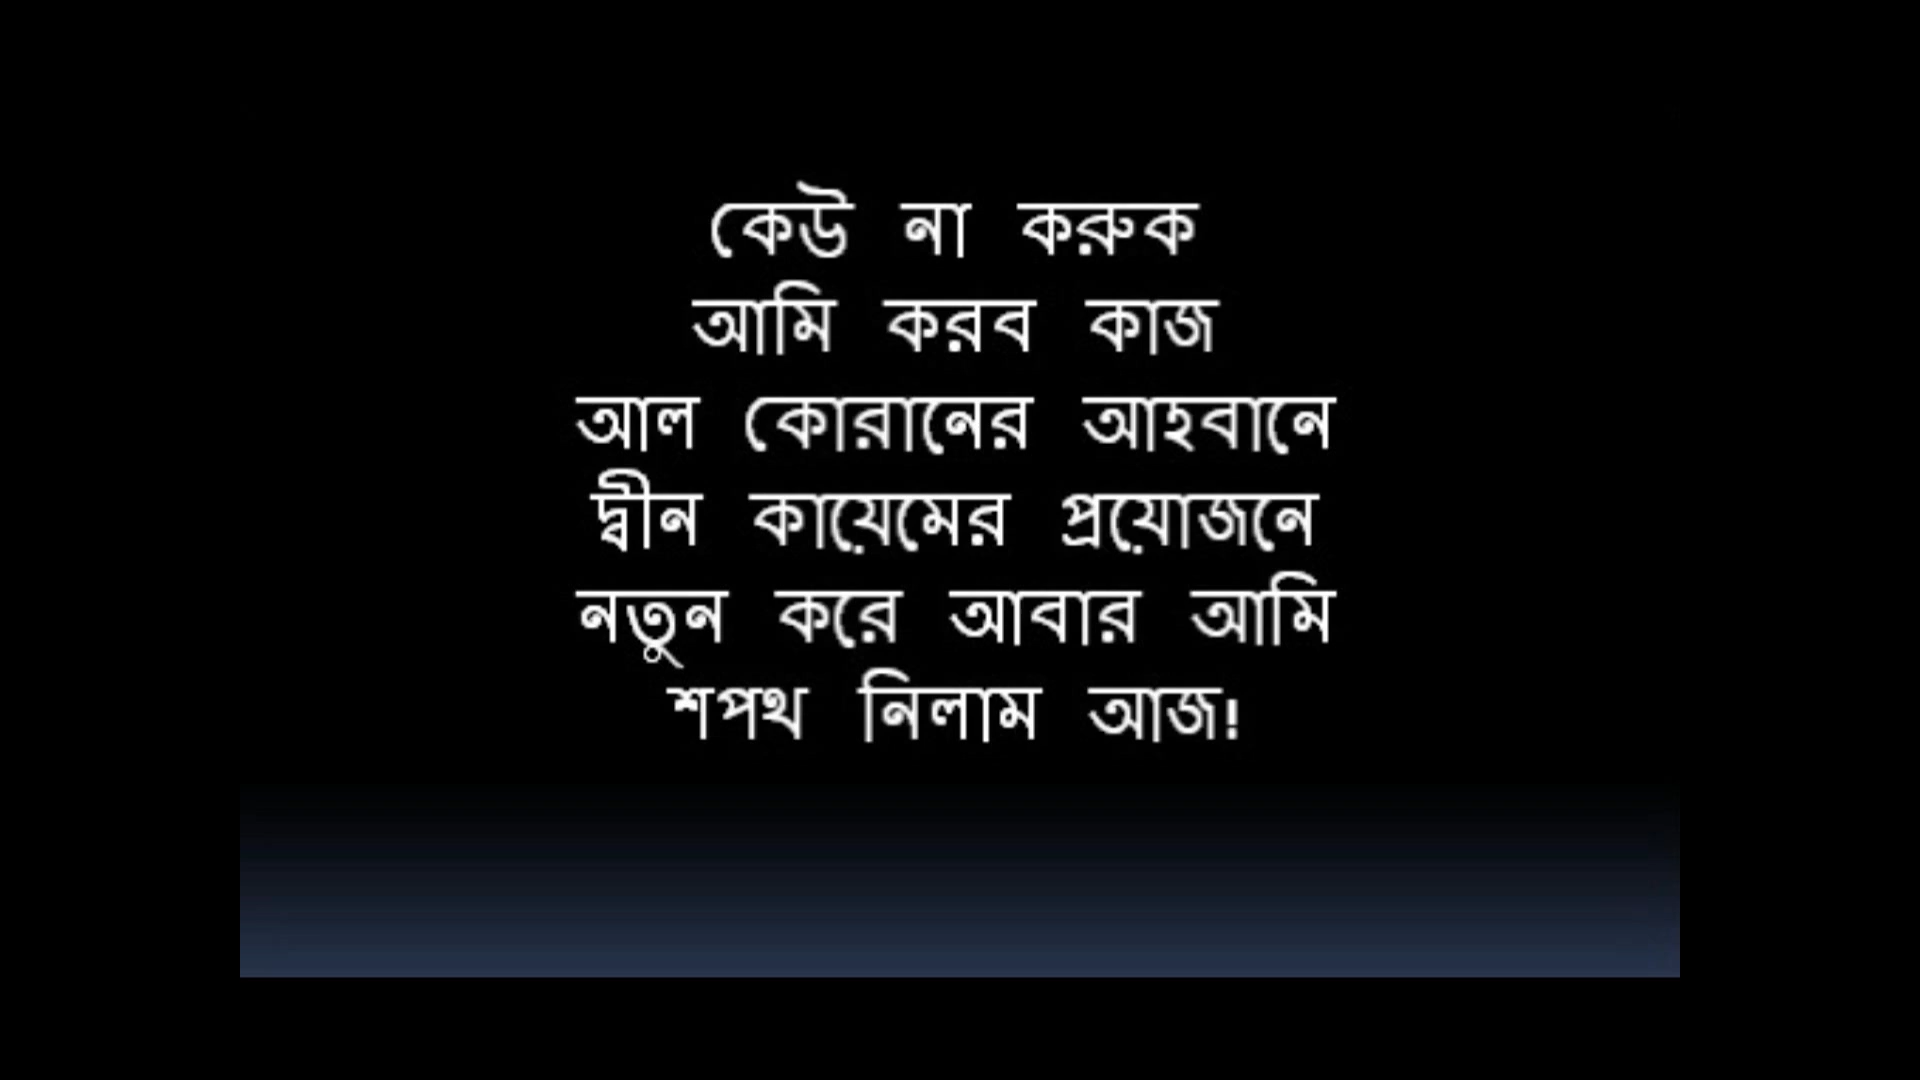 কেউ না করুক
আমি করব কাজ
আল কোরানের আহবানে
দ্বীন কায়েমের প্রয়োজনে
নতুন করে আবার আমি
শপথ নিলাম আজ!